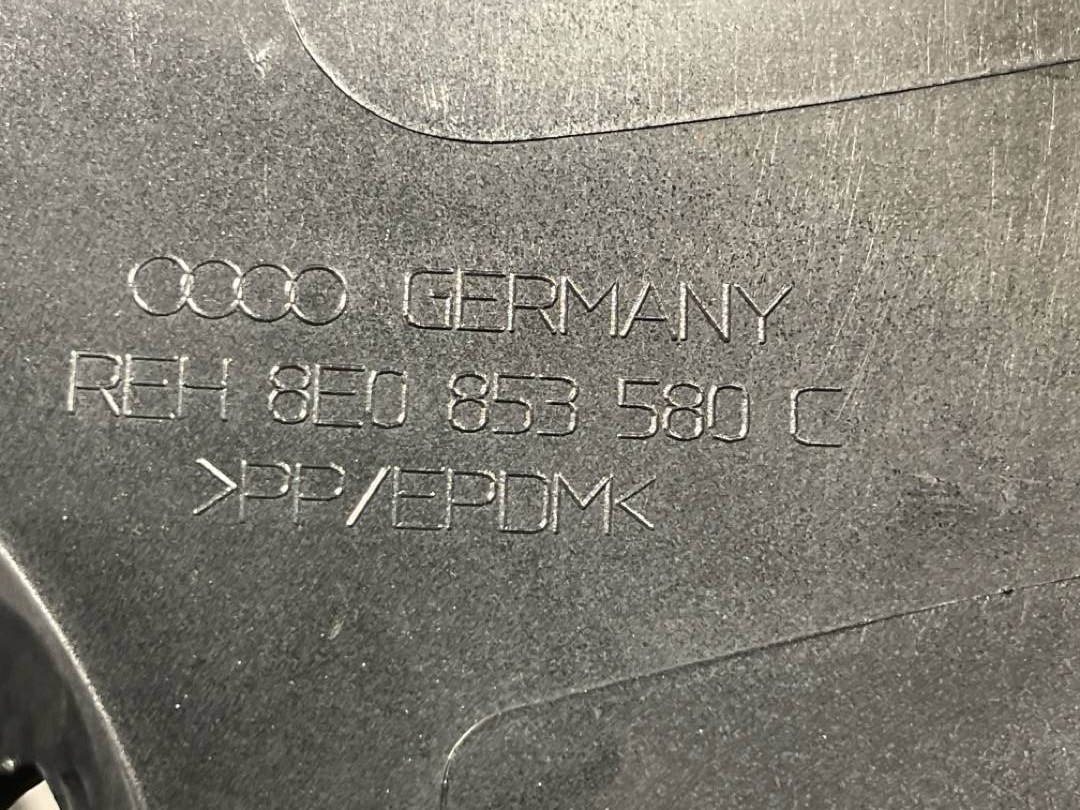 GERMANY
REH 8E0 853 580 C
>PP/EPDM<